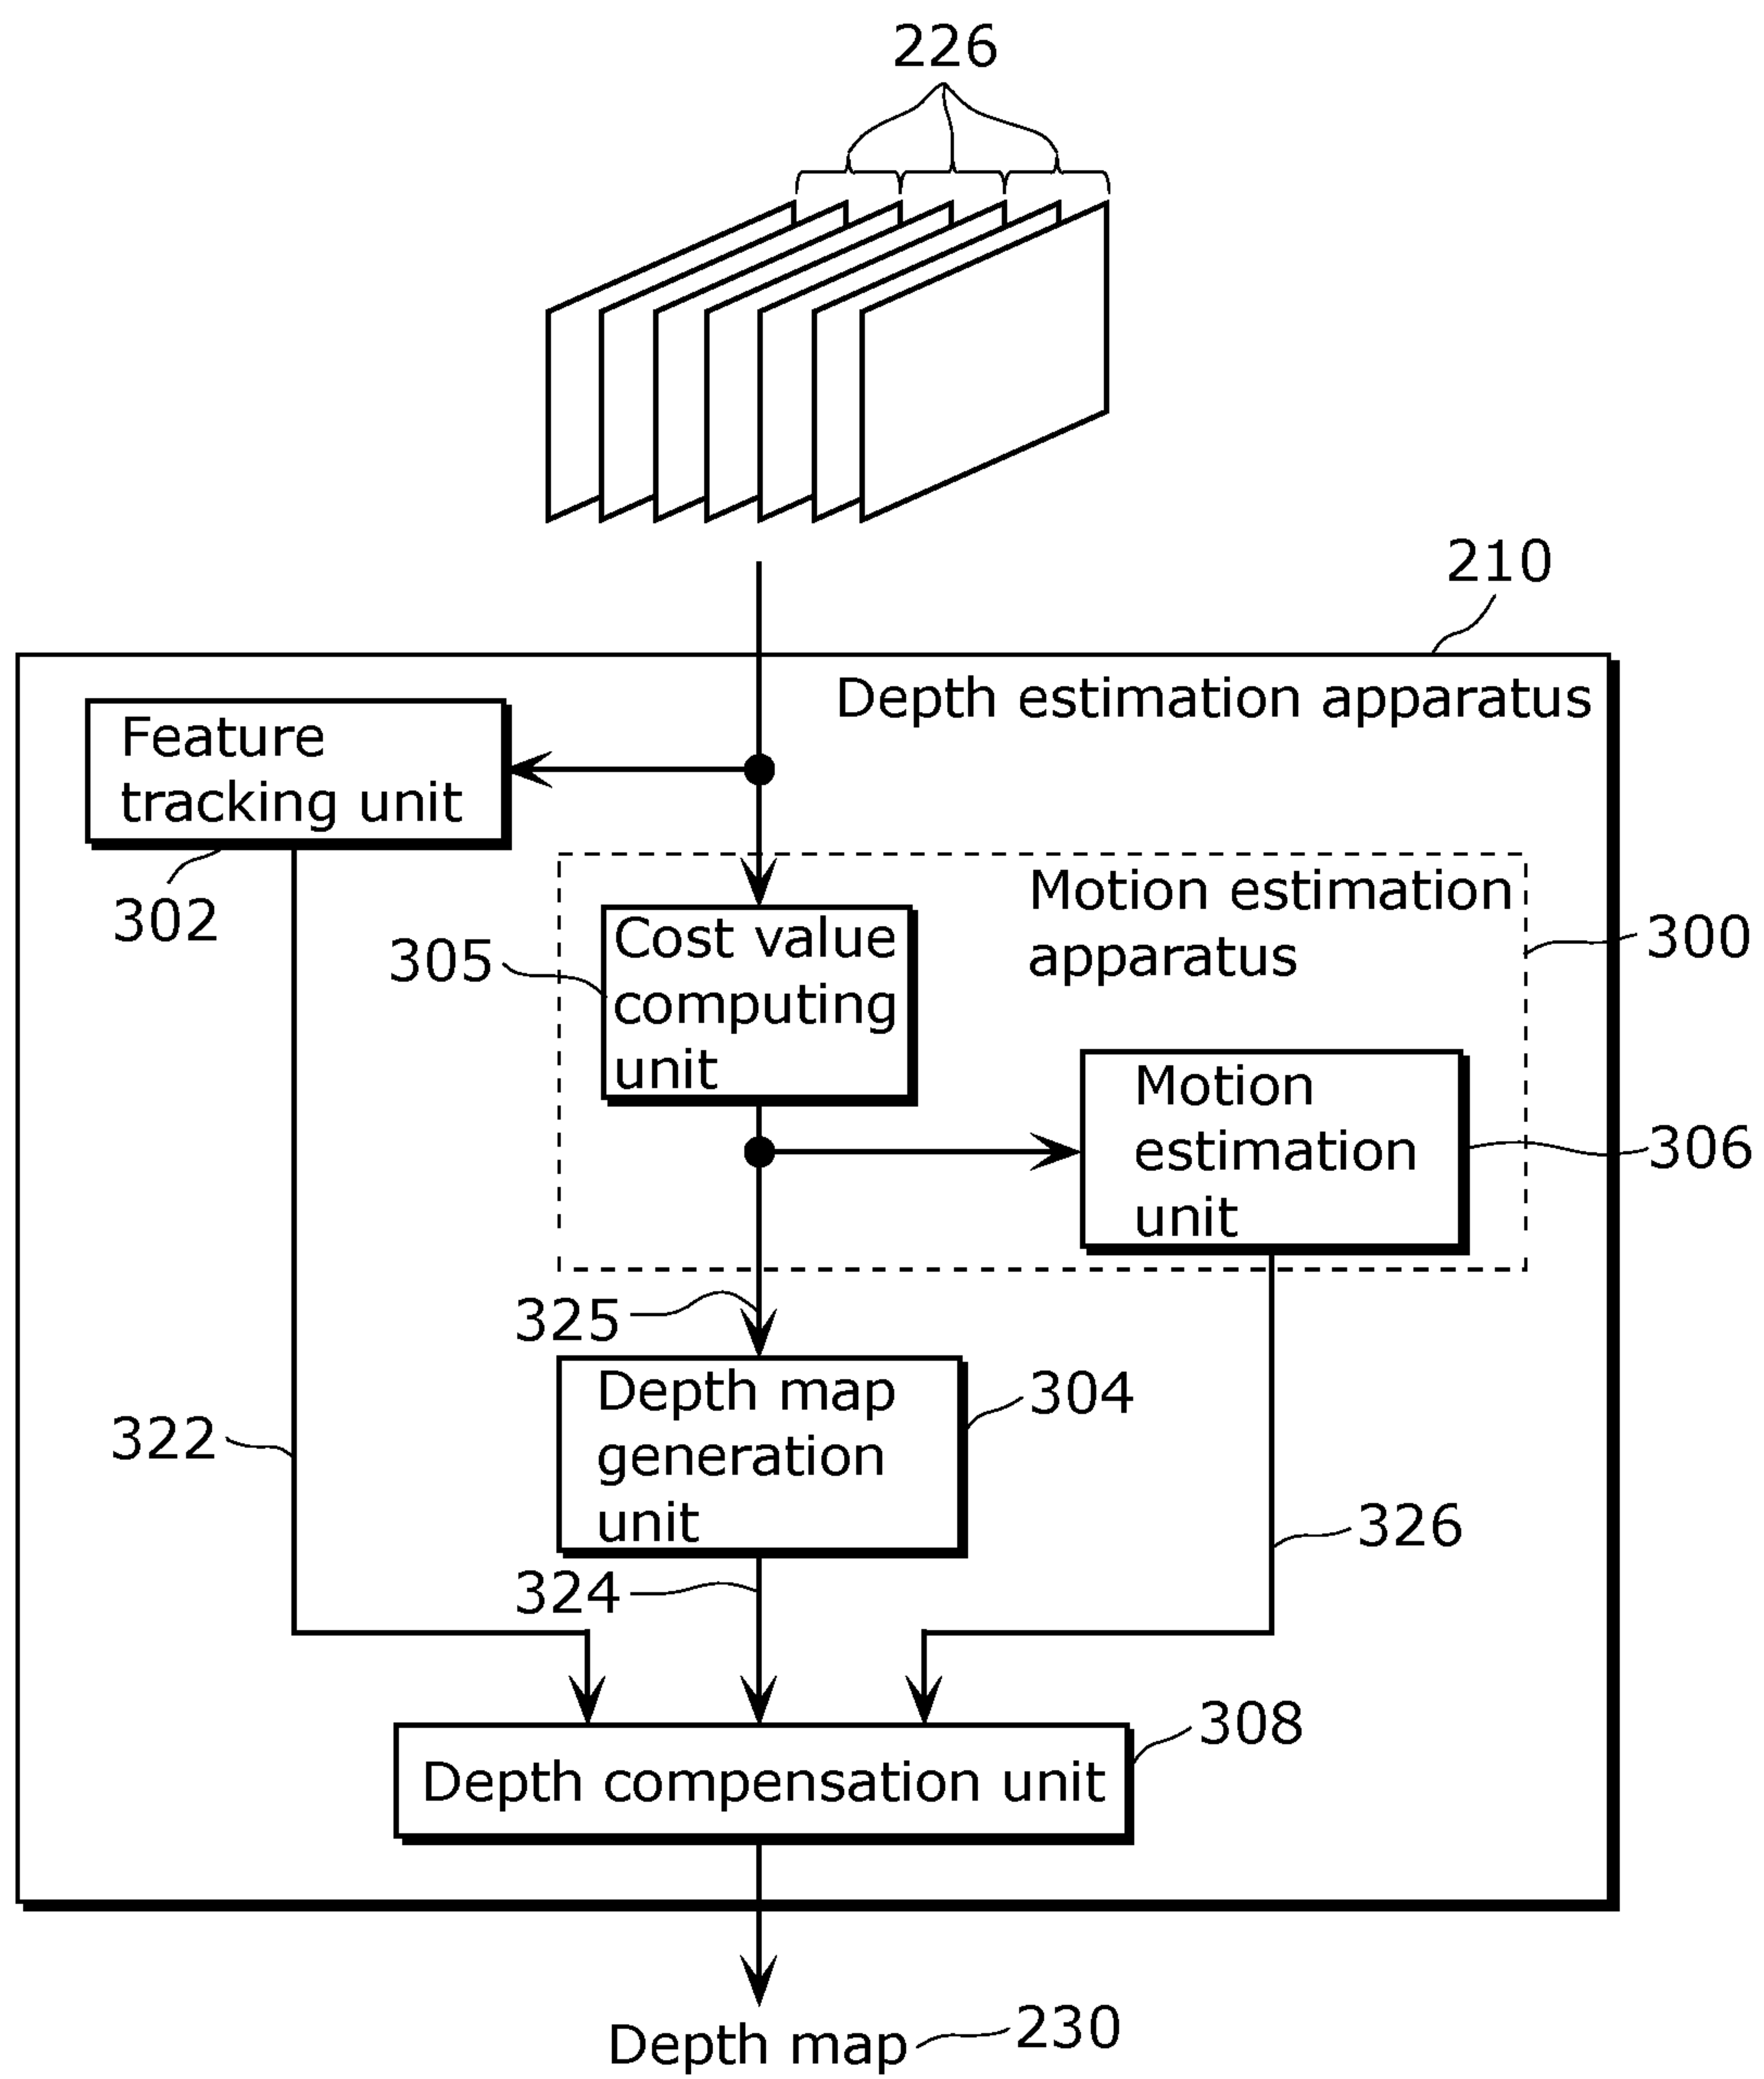 226
210
Depth estimation apparatus
Feature
tracking unit
302
Motion estimation
apparatus
300
305
Cost value
computing
unit
Motion
estimation
unit
306
325
Depth map
generation
unit
304
322
326
324
308
Depth compensation unit
Depth map
230